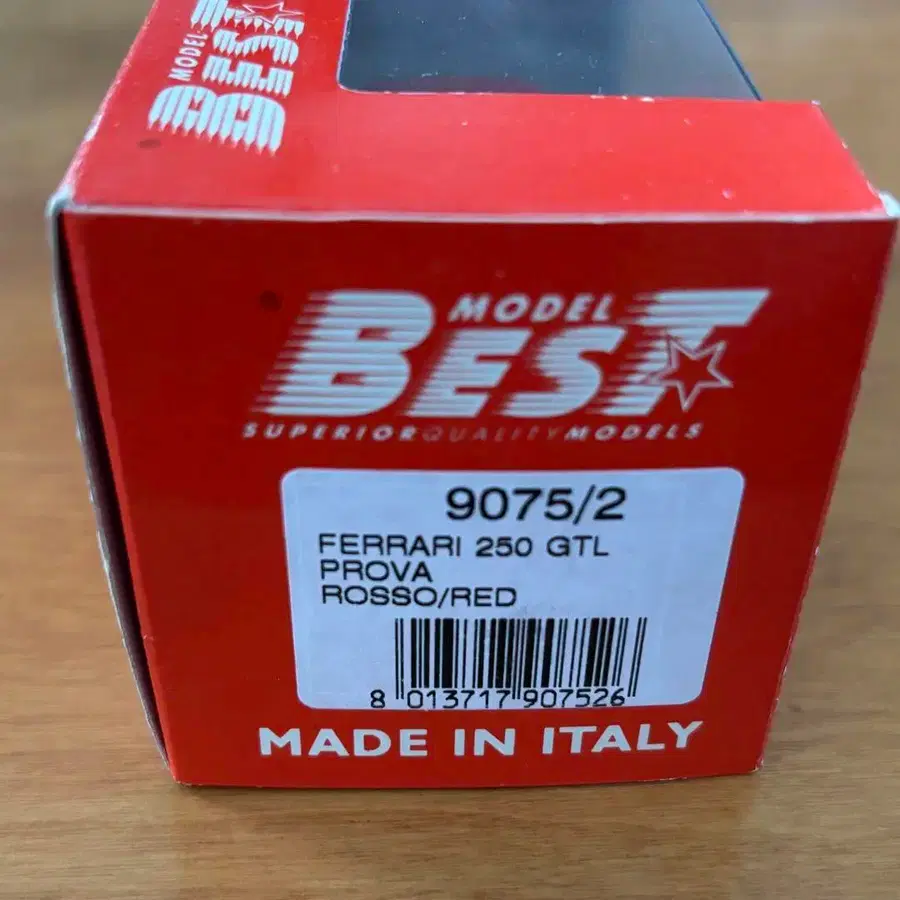 MODEL
BEST
MODEL
BEST
SUPERIORQUALITYMODELS
9075/2
FERRARI 250 GTL
PROVA
ROSSO/RED
8 013717 907526
MADE IN ITALY